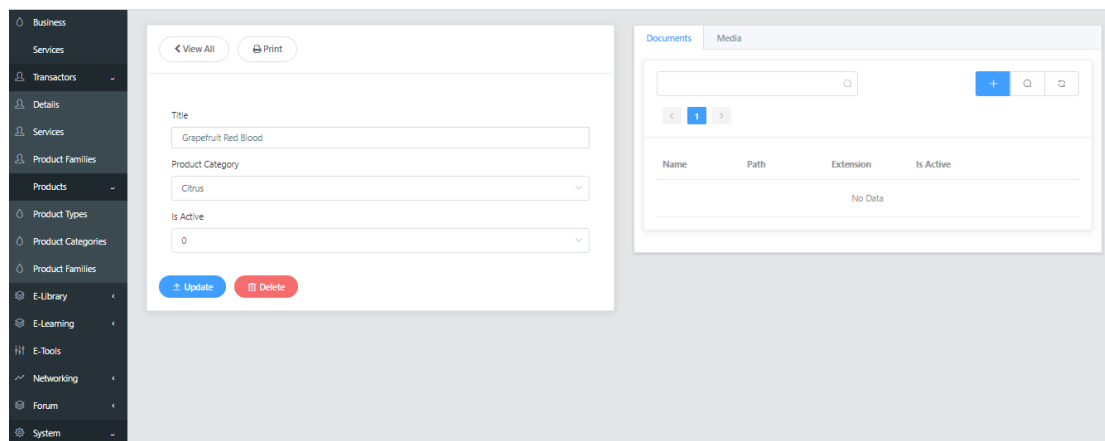 Business
Services
Transactors
Details
Services
Product Families
Products
Product Types
Product Categories
Product Families
E-Library
E-Learning
E-Tools
Networking
Forum
System
View All
Print
Title
Grapefruit Red Blood
Product Category
Citrus
Is Active
0
Update
Delete
Documents Media
1
Name Path Extension Is Active
No Data